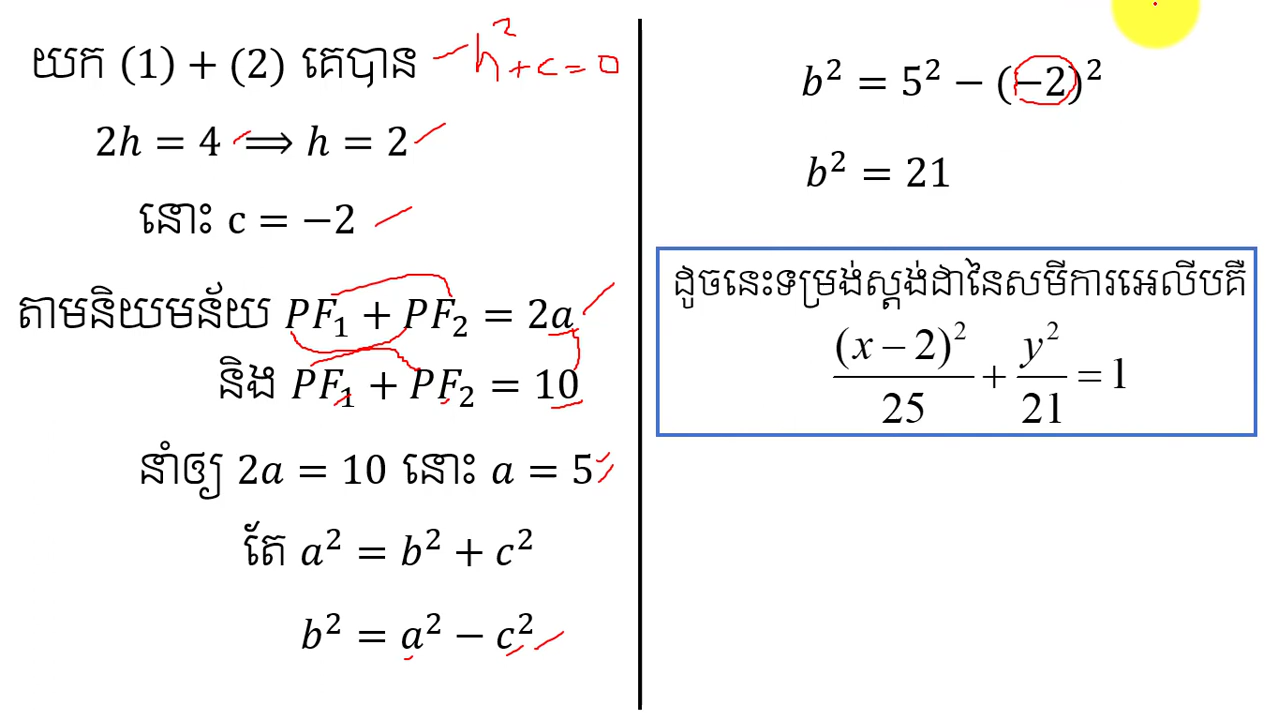 យក (1) + (2) គេបាន h² + c = 0
2h = 4 ⟹ h = 2
នោះ c = −2
តាមនិយមន័យ PF₁ + PF₂ = 2a
និង PF₁ + PF₂ = 10
នាំឲ្យ 2a = 10 នោះ a = 5
តែ a² = b² + c²
b² = a² − c²
b² = 5² − (−2)²
b² = 21
ដូចនេះទម្រង់ស្តង់ដានៃសមីការអេលីបគឺ
(x − 2)²/25 + y²/21 = 1